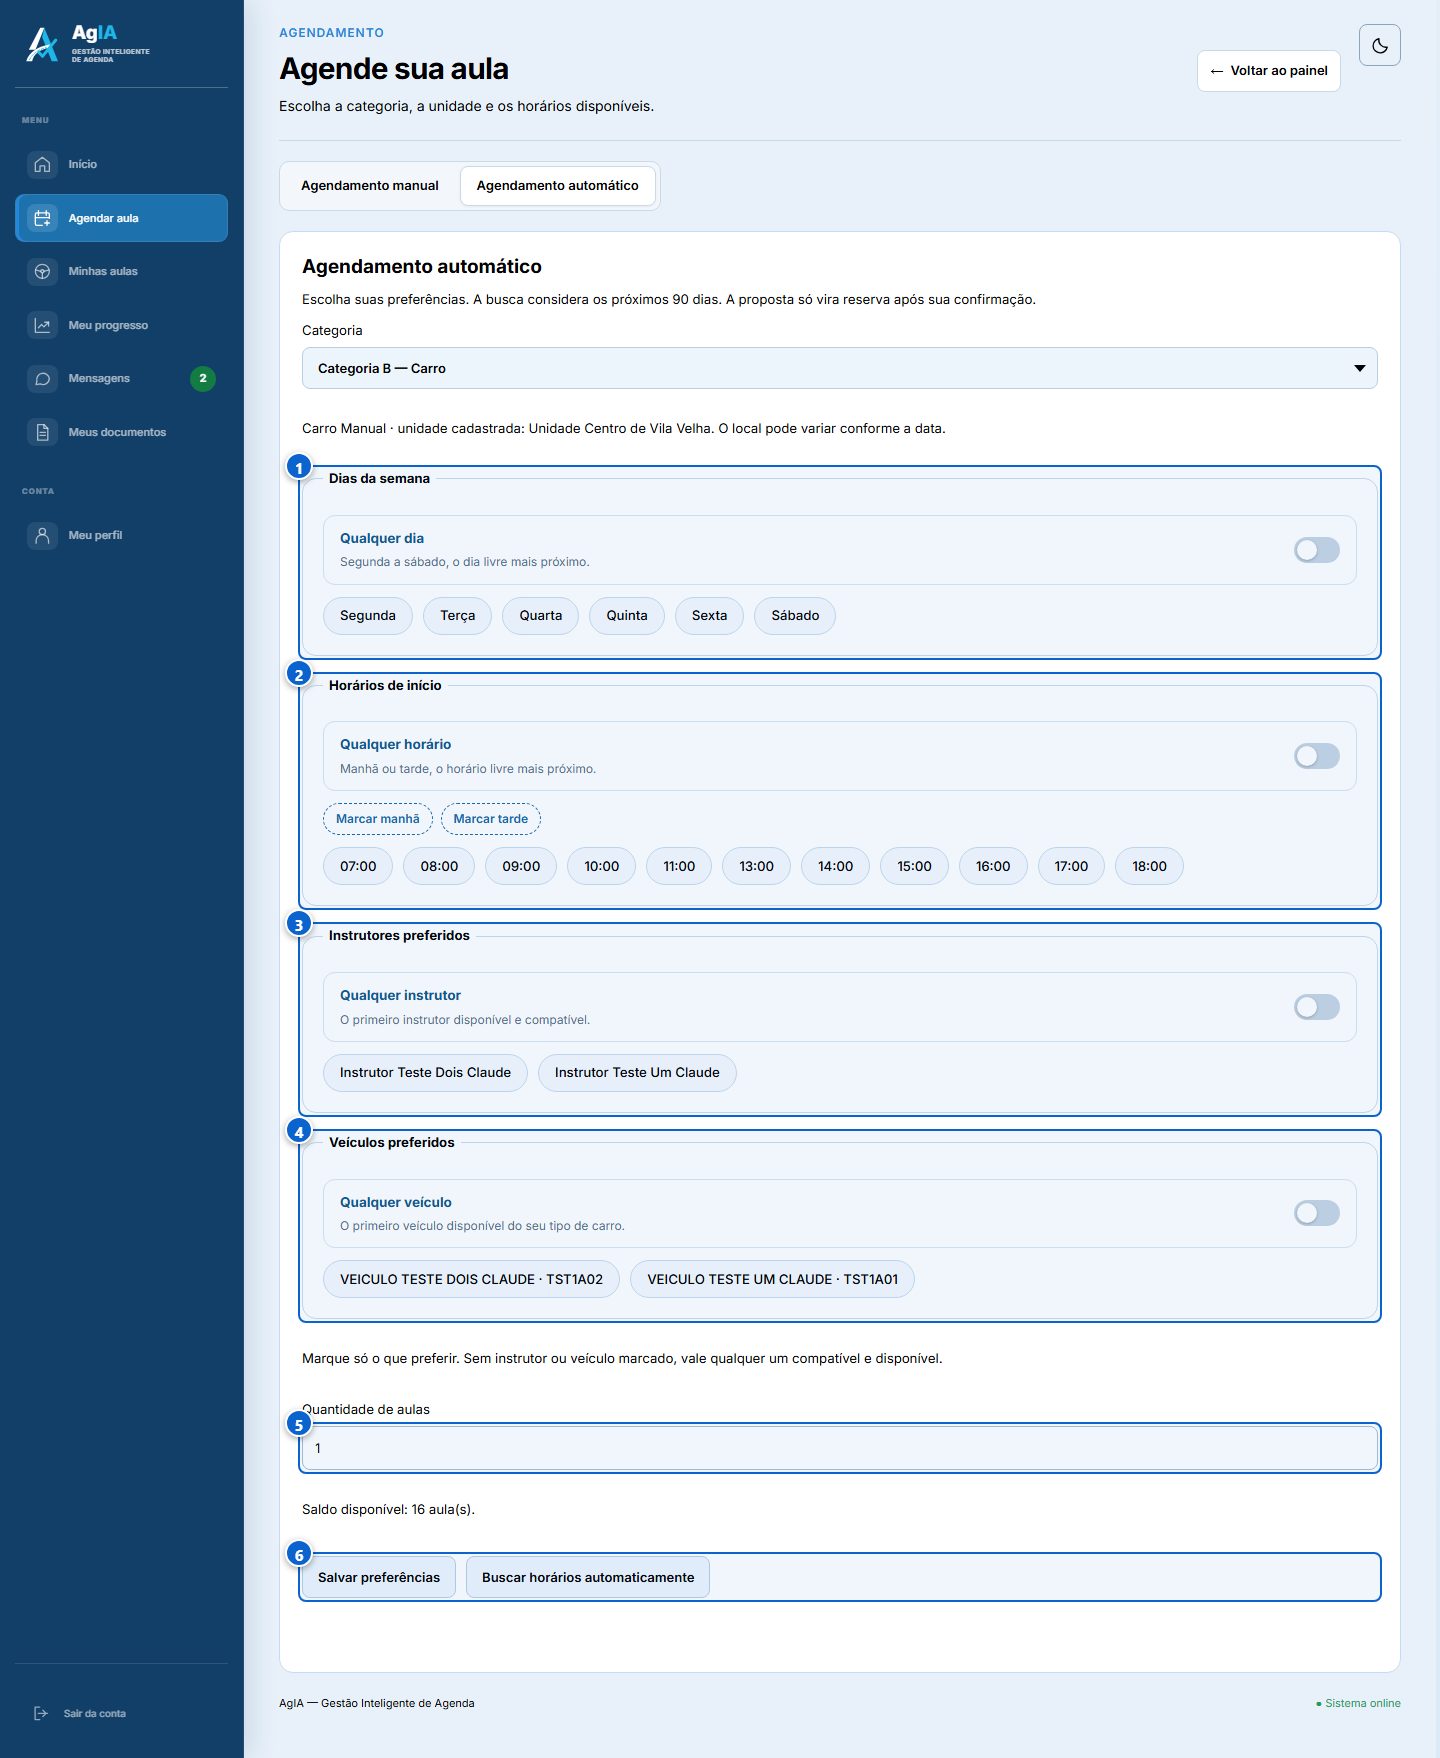 AgIA
GESTÃO INTELIGENTE
DE AGENDA
MENU
Início
Agendar aula
Minhas aulas
Meu progresso
Mensagens 2
Meus documentos
CONTA
Meu perfil
Sair da conta
AGENDAMENTO
Agende sua aula
Escolha a categoria, a unidade e os horários disponíveis.
← Voltar ao painel
Agendamento manual Agendamento automático
Agendamento automático
Escolha suas preferências. A busca considera os próximos 90 dias. A proposta só vira reserva após sua confirmação.
Categoria
Categoria B — Carro
Carro Manual · unidade cadastrada: Unidade Centro de Vila Velha. O local pode variar conforme a data.
1
Dias da semana
Qualquer dia
Segunda a sábado, o dia livre mais próximo.
Segunda Terça Quarta Quinta Sexta Sábado
2
Horários de início
Qualquer horário
Manhã ou tarde, o horário livre mais próximo.
Marcar manhã Marcar tarde
07:00 08:00 09:00 10:00 11:00 13:00 14:00 15:00 16:00 17:00 18:00
3
Instrutores preferidos
Qualquer instrutor
O primeiro instrutor disponível e compatível.
Instrutor Teste Dois Claude Instrutor Teste Um Claude
4
Veículos preferidos
Qualquer veículo
O primeiro veículo disponível do seu tipo de carro.
VEICULO TESTE DOIS CLAUDE · TST1A02 VEICULO TESTE UM CLAUDE · TST1A01
Marque só o que preferir. Sem instrutor ou veículo marcado, vale qualquer um compatível e disponível.
Quantidade de aulas
5
1
Saldo disponível: 16 aula(s).
6
Salvar preferências Buscar horários automaticamente
AgIA — Gestão Inteligente de Agenda
● Sistema online